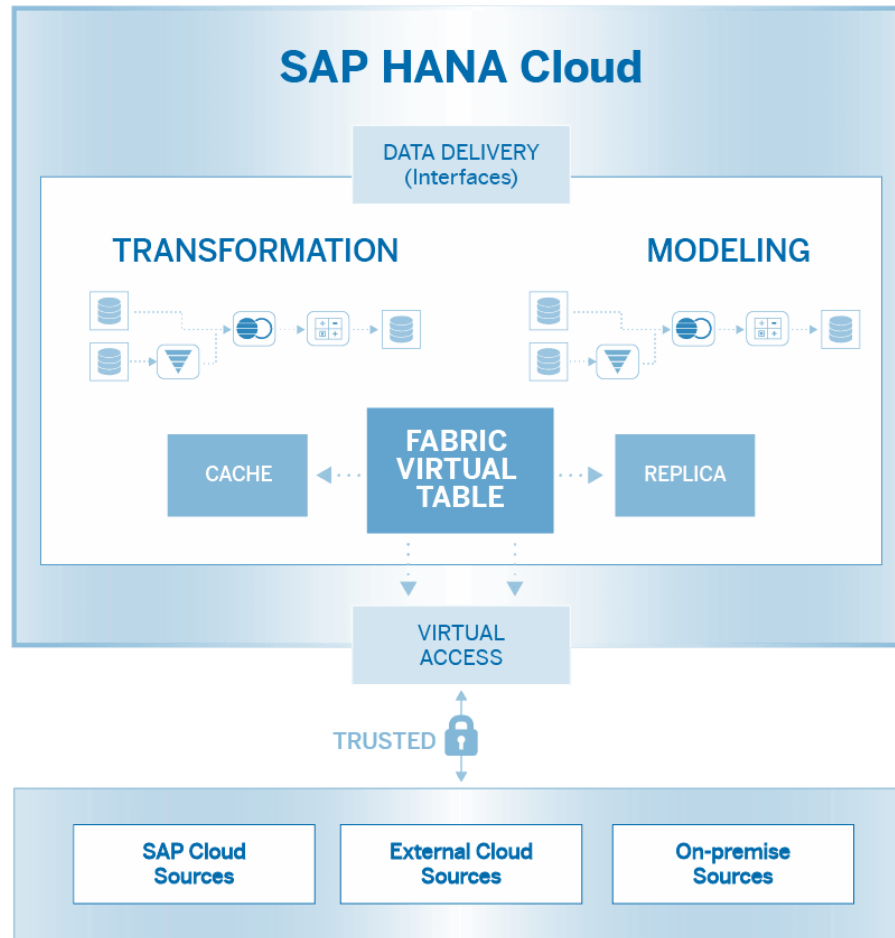 SAP HANA Cloud
DATA DELIVERY
(Interfaces)
TRANSFORMATION
MODELING
CACHE
FABRIC
VIRTUAL
TABLE
REPLICA
VIRTUAL
ACCESS
TRUSTED
SAP Cloud
Sources
External Cloud
Sources
On-premise
Sources